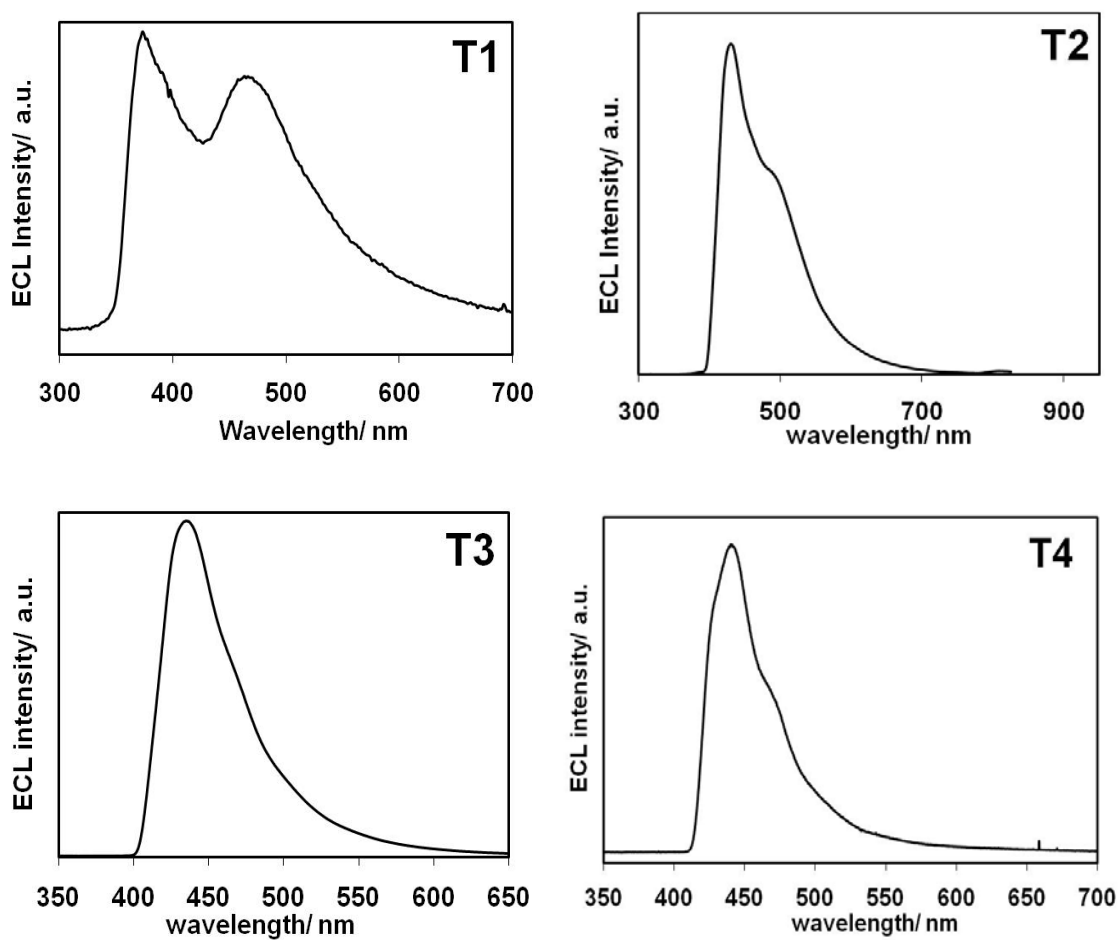 T1
ECL Intensity/ a.u.
300 400 500 600 700
Wavelength/ nm
T2
ECL Intensity/ a.u.
300 500 700 900
wavelength/ nm
T3
ECL intensity/ a.u.
350 400 450 500 550 600 650
wavelength/ nm
T4
ECL intensity/ a.u.
350 400 450 500 550 600 650 700
wavelength/ nm